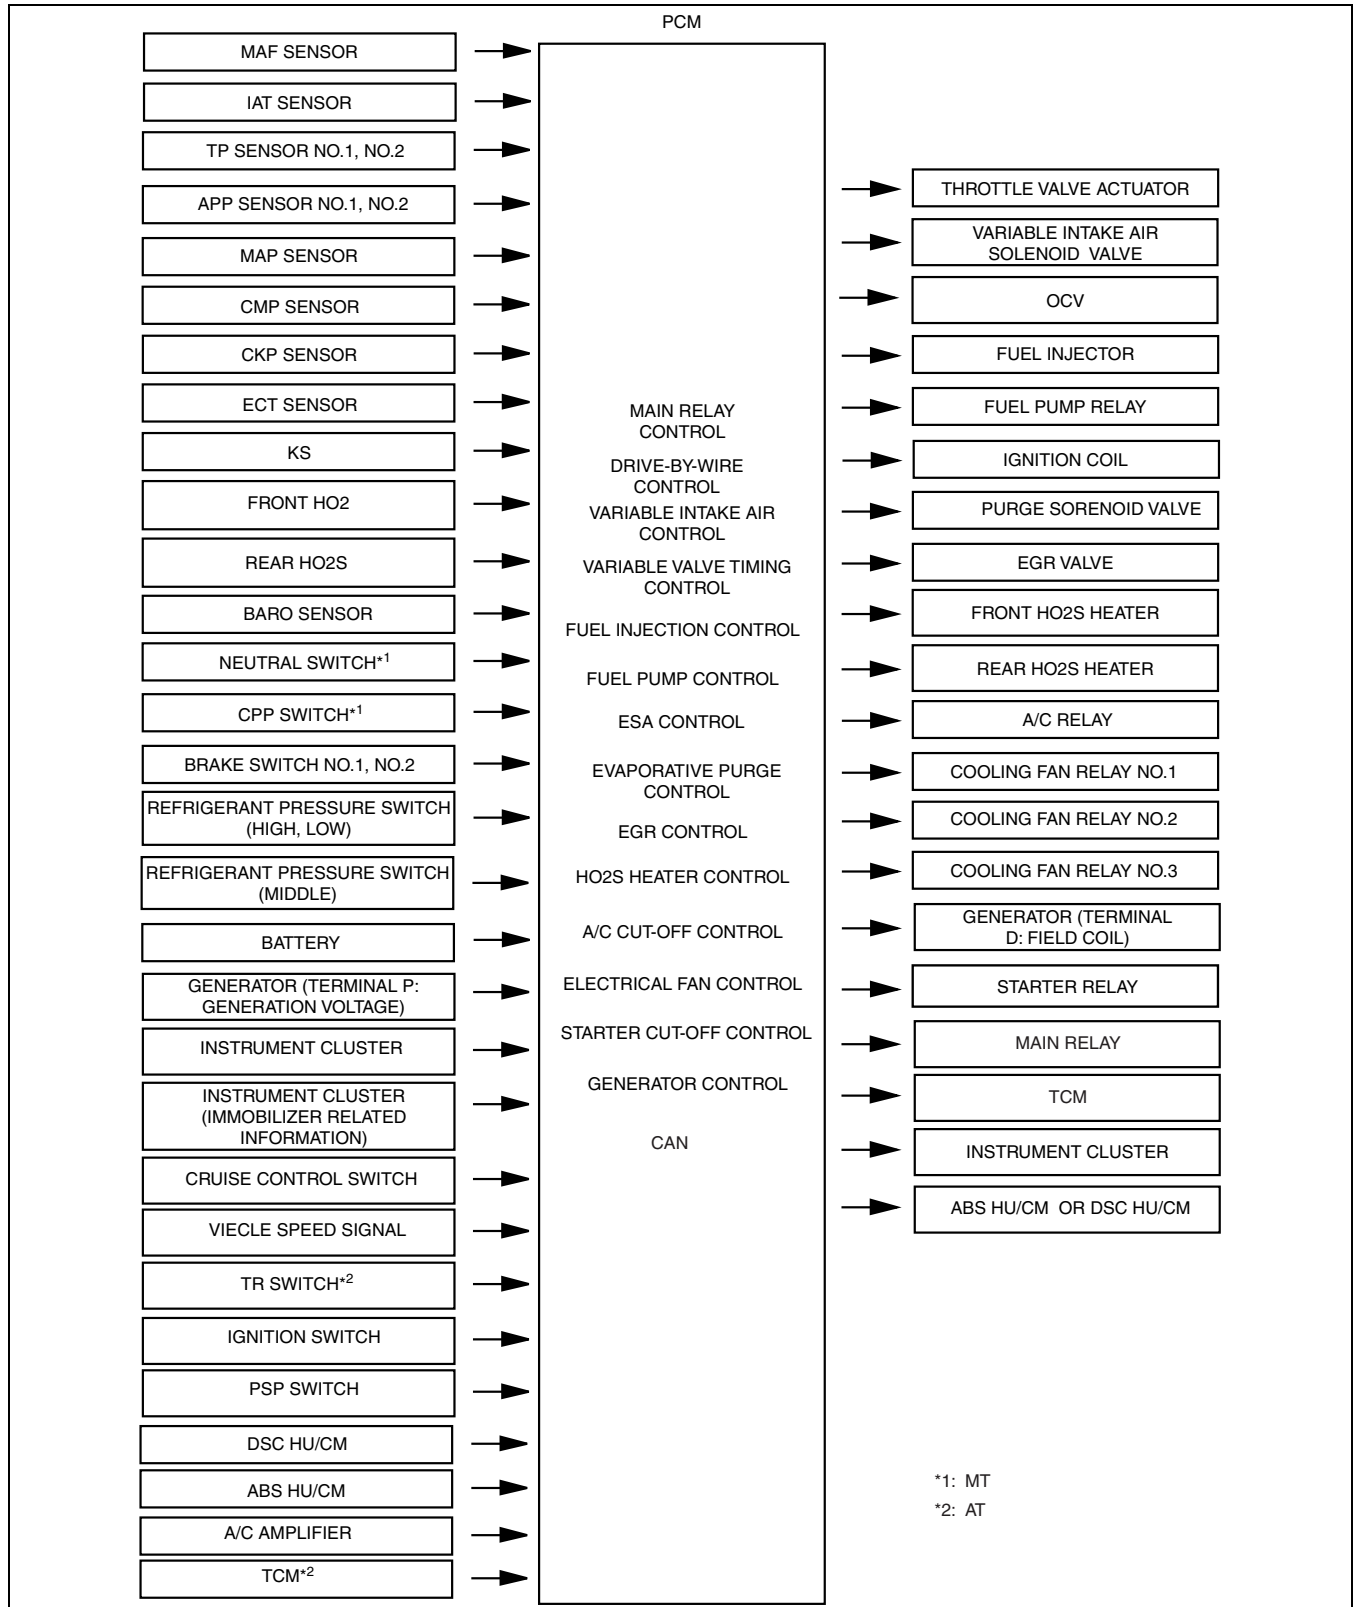 PCM
MAF SENSOR
IAT SENSOR
TP SENSOR NO.1, NO.2
APP SENSOR NO.1, NO.2
MAP SENSOR
CMP SENSOR
CKP SENSOR
ECT SENSOR
KS
FRONT HO2
REAR HO2S
BARO SENSOR
NEUTRAL SWITCH*1
CPP SWITCH*1
BRAKE SWITCH NO.1, NO.2
REFRIGERANT PRESSURE SWITCH
(HIGH, LOW)
REFRIGERANT PRESSURE SWITCH
(MIDDLE)
BATTERY
GENERATOR (TERMINAL P:
GENERATION VOLTAGE)
INSTRUMENT CLUSTER
INSTRUMENT CLUSTER
(IMMOBILIZER RELATED
INFORMATION)
CRUISE CONTROL SWITCH
VIECLE SPEED SIGNAL
TR SWITCH*2
IGNITION SWITCH
PSP SWITCH
DSC HU/CM
ABS HU/CM
A/C AMPLIFIER
TCM*2
MAIN RELAY
CONTROL
DRIVE-BY-WIRE
CONTROL
VARIABLE INTAKE AIR
CONTROL
VARIABLE VALVE TIMING
CONTROL
FUEL INJECTION CONTROL
FUEL PUMP CONTROL
ESA CONTROL
EVAPORATIVE PURGE
CONTROL
EGR CONTROL
HO2S HEATER CONTROL
A/C CUT-OFF CONTROL
ELECTRICAL FAN CONTROL
STARTER CUT-OFF CONTROL
GENERATOR CONTROL
CAN
THROTTLE VALVE ACTUATOR
VARIABLE INTAKE AIR
SOLENOID VALVE
OCV
FUEL INJECTOR
FUEL PUMP RELAY
IGNITION COIL
PURGE SORENOID VALVE
EGR VALVE
FRONT HO2S HEATER
REAR HO2S HEATER
A/C RELAY
COOLING FAN RELAY NO.1
COOLING FAN RELAY NO.2
COOLING FAN RELAY NO.3
GENERATOR (TERMINAL
D: FIELD COIL)
STARTER RELAY
MAIN RELAY
TCM
INSTRUMENT CLUSTER
ABS HU/CM OR DSC HU/CM
*1: MT
*2: AT